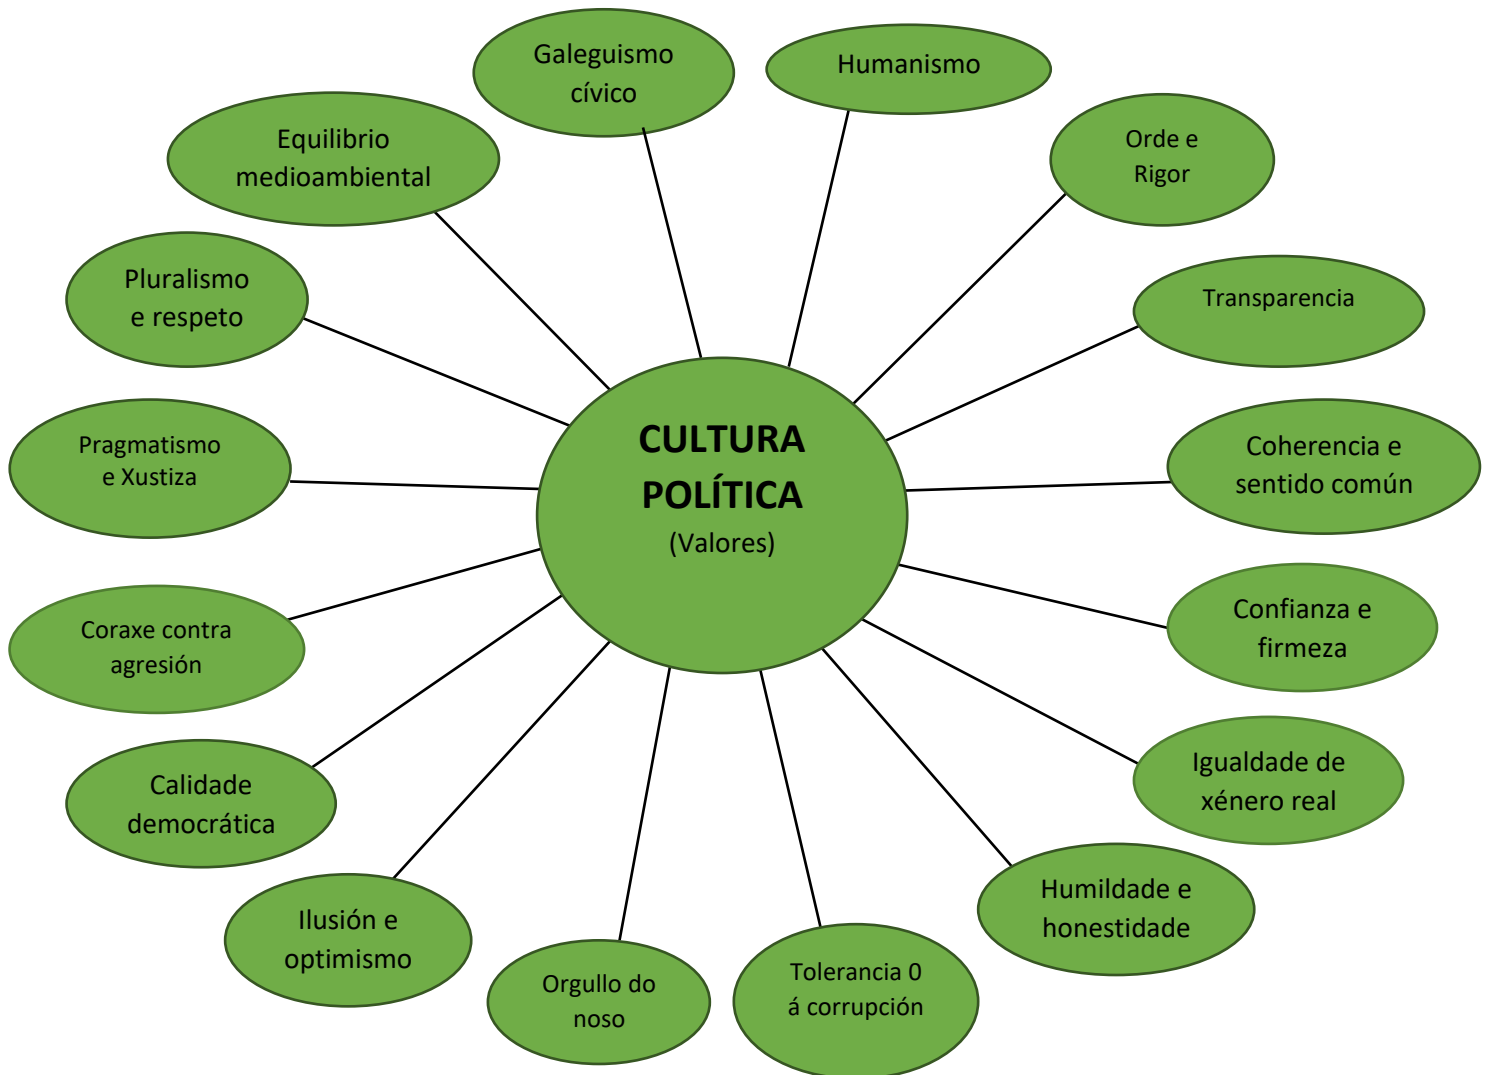 Galeguismo
cívico
Humanismo
Equilibrio
medioambiental
Orde e
Rigor
Pluralismo
e respeto
Transparencia
CULTURA
POLÍTICA
(Valores)
Pragmatismo
e Xustiza
Coherencia e
sentido común
Coraxe contra
agresión
Confianza e
firmeza
Calidade
democrática
Igualdade de
xénero real
Ilusión e
optimismo
Humildade e
honestidade
Orgullo do
noso
Tolerancia 0
á corrupción